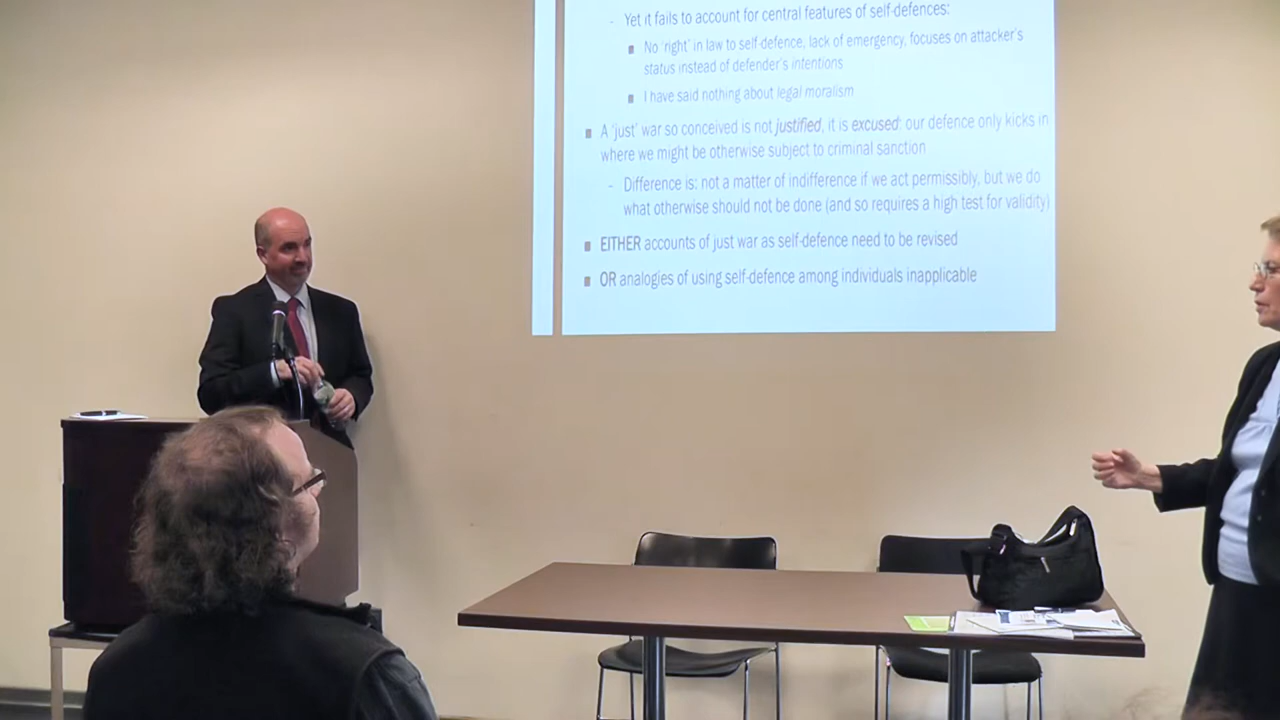 - Yet it fails to account for central features of self-defences:
No 'right' in law to self-defence, lack of emergency, focuses on attacker's
status instead of defender's intentions
I have said nothing about legal moralism
A 'just' war so conceived is not justified, it is excused: our defence only kicks in
where we might be otherwise subject to criminal sanction
- Difference is: not a matter of indifference if we act permissibly, but we do
what otherwise should not be done (and so requires a high test for validity)
EITHER accounts of just war as self-defence need to be revised
OR analogies of using self-defence among individuals inapplicable